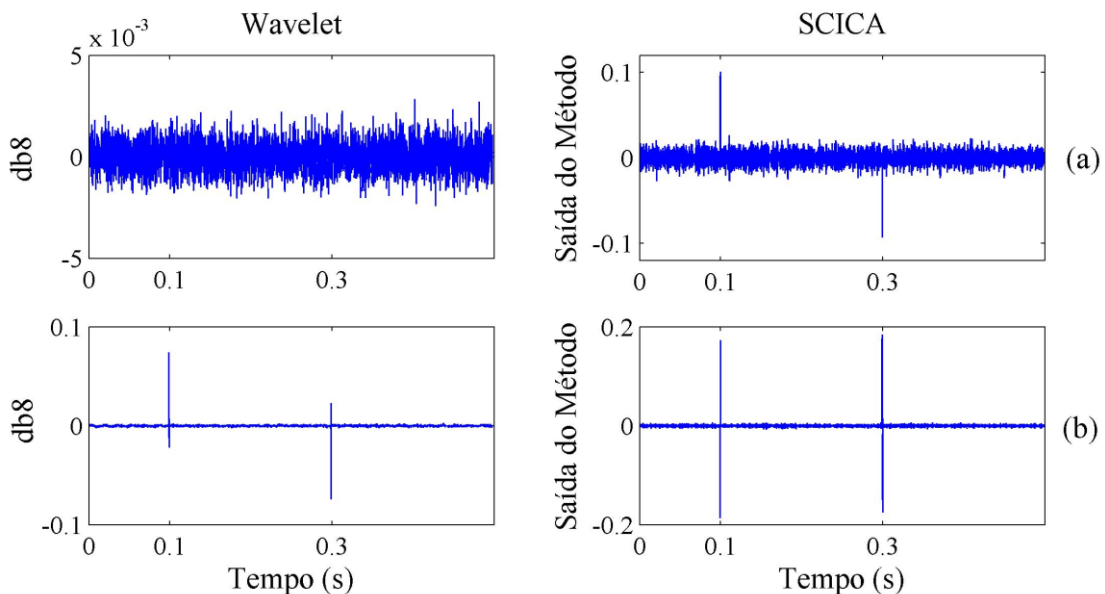 Wavelet
x 10⁻³
5
0
-5
db8
0
0.1
0.3
SCICA
0.1
0
-0.1
Saída do Método
0
0.1
0.3
(a)
0.1
0
-0.1
db8
0
0.1
0.3
Tempo (s)
0.2
0
-0.2
Saída do Método
0
0.1
0.3
Tempo (s)
(b)